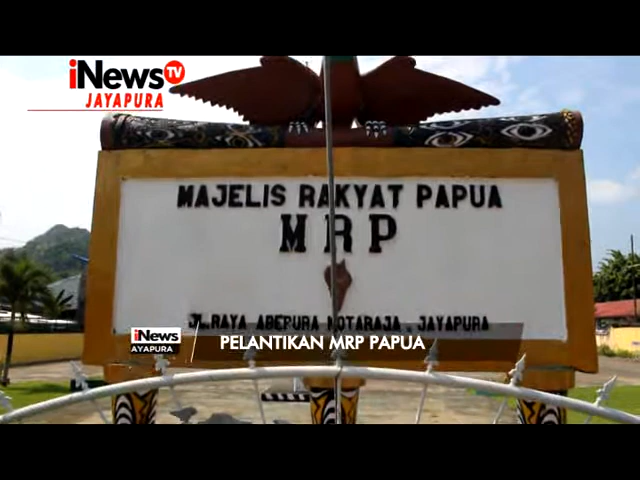 iNews TV
JAYAPURA
MAJELIS RAKYAT PAPUA
MRP
JL.RAYA ABEPURA KOTARAJA . JAYAPURA
iNews
AYAPURA
PELANTIKAN MRP PAPUA